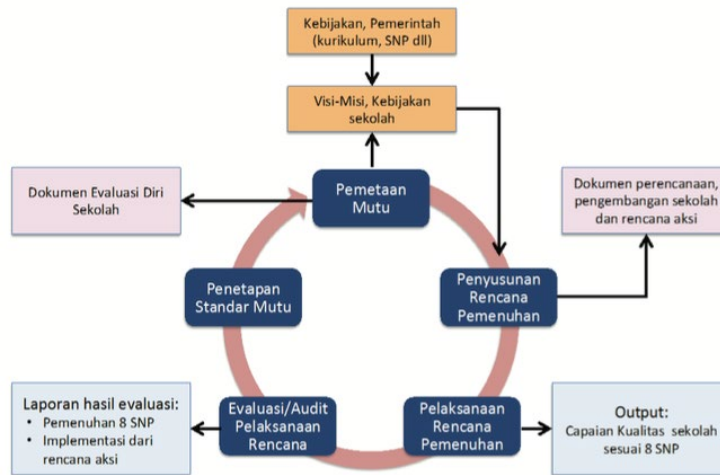 Kebijakan, Pemerintah
(kurikulum, SNP dll)
Visi-Misi, Kebijakan
sekolah
Pemetaan
Mutu
Dokumen Evaluasi Diri
Sekolah
Dokumen perencanaan,
pengembangan sekolah
dan rencana aksi
Penetapan
Standar Mutu
Penyusunan
Rencana
Pemenuhan
Laporan hasil evaluasi:
• Pemenuhan 8 SNP
• Implementasi dari
rencana aksi
Evaluasi/Audit
Pelaksanaan
Rencana
Pelaksanaan
Rencana
Pemenuhan
Output:
Capaian Kualitas sekolah
sesuai 8 SNP